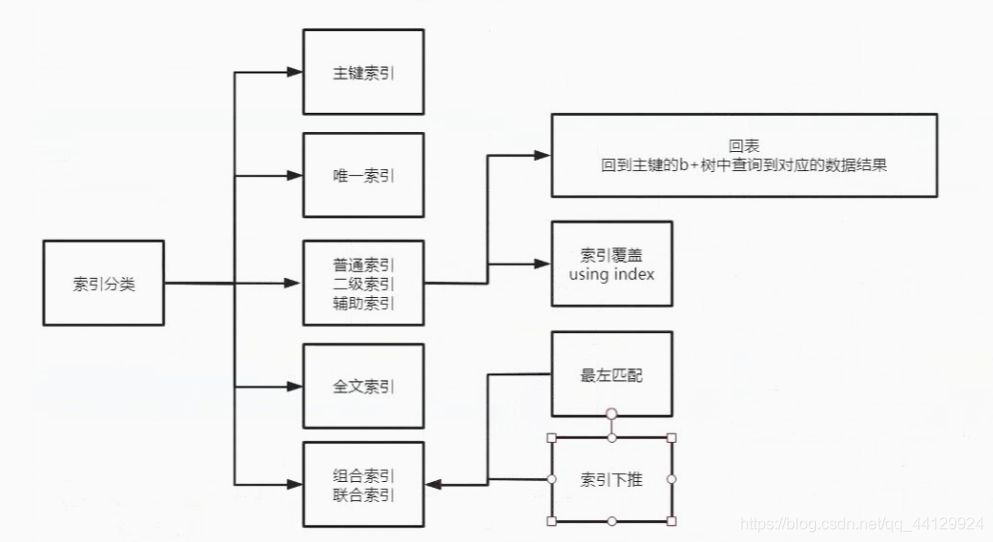 主键索引
唯一索引
索引分类
普通索引
二级索引
辅助索引
全文索引
组合索引
联合索引
回表
回到主键的b+树中查询到对应的数据结果
索引覆盖
using index
最左匹配
索引下推
https://blog.csdn.net/qq_44129924